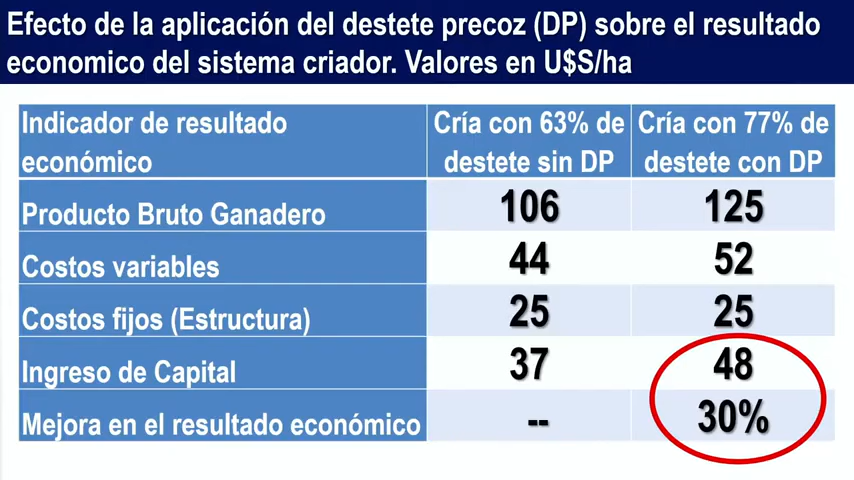 Efecto de la aplicación del destete precoz (DP) sobre el resultado
economico del sistema criador. Valores en U$S/ha
Indicador de resultado económico | Cría con 63% de destete sin DP | Cría con 77% de destete con DP
Producto Bruto Ganadero | 106 | 125
Costos variables | 44 | 52
Costos fijos (Estructura) | 25 | 25
Ingreso de Capital | 37 | 48
Mejora en el resultado económico | -- | 30%